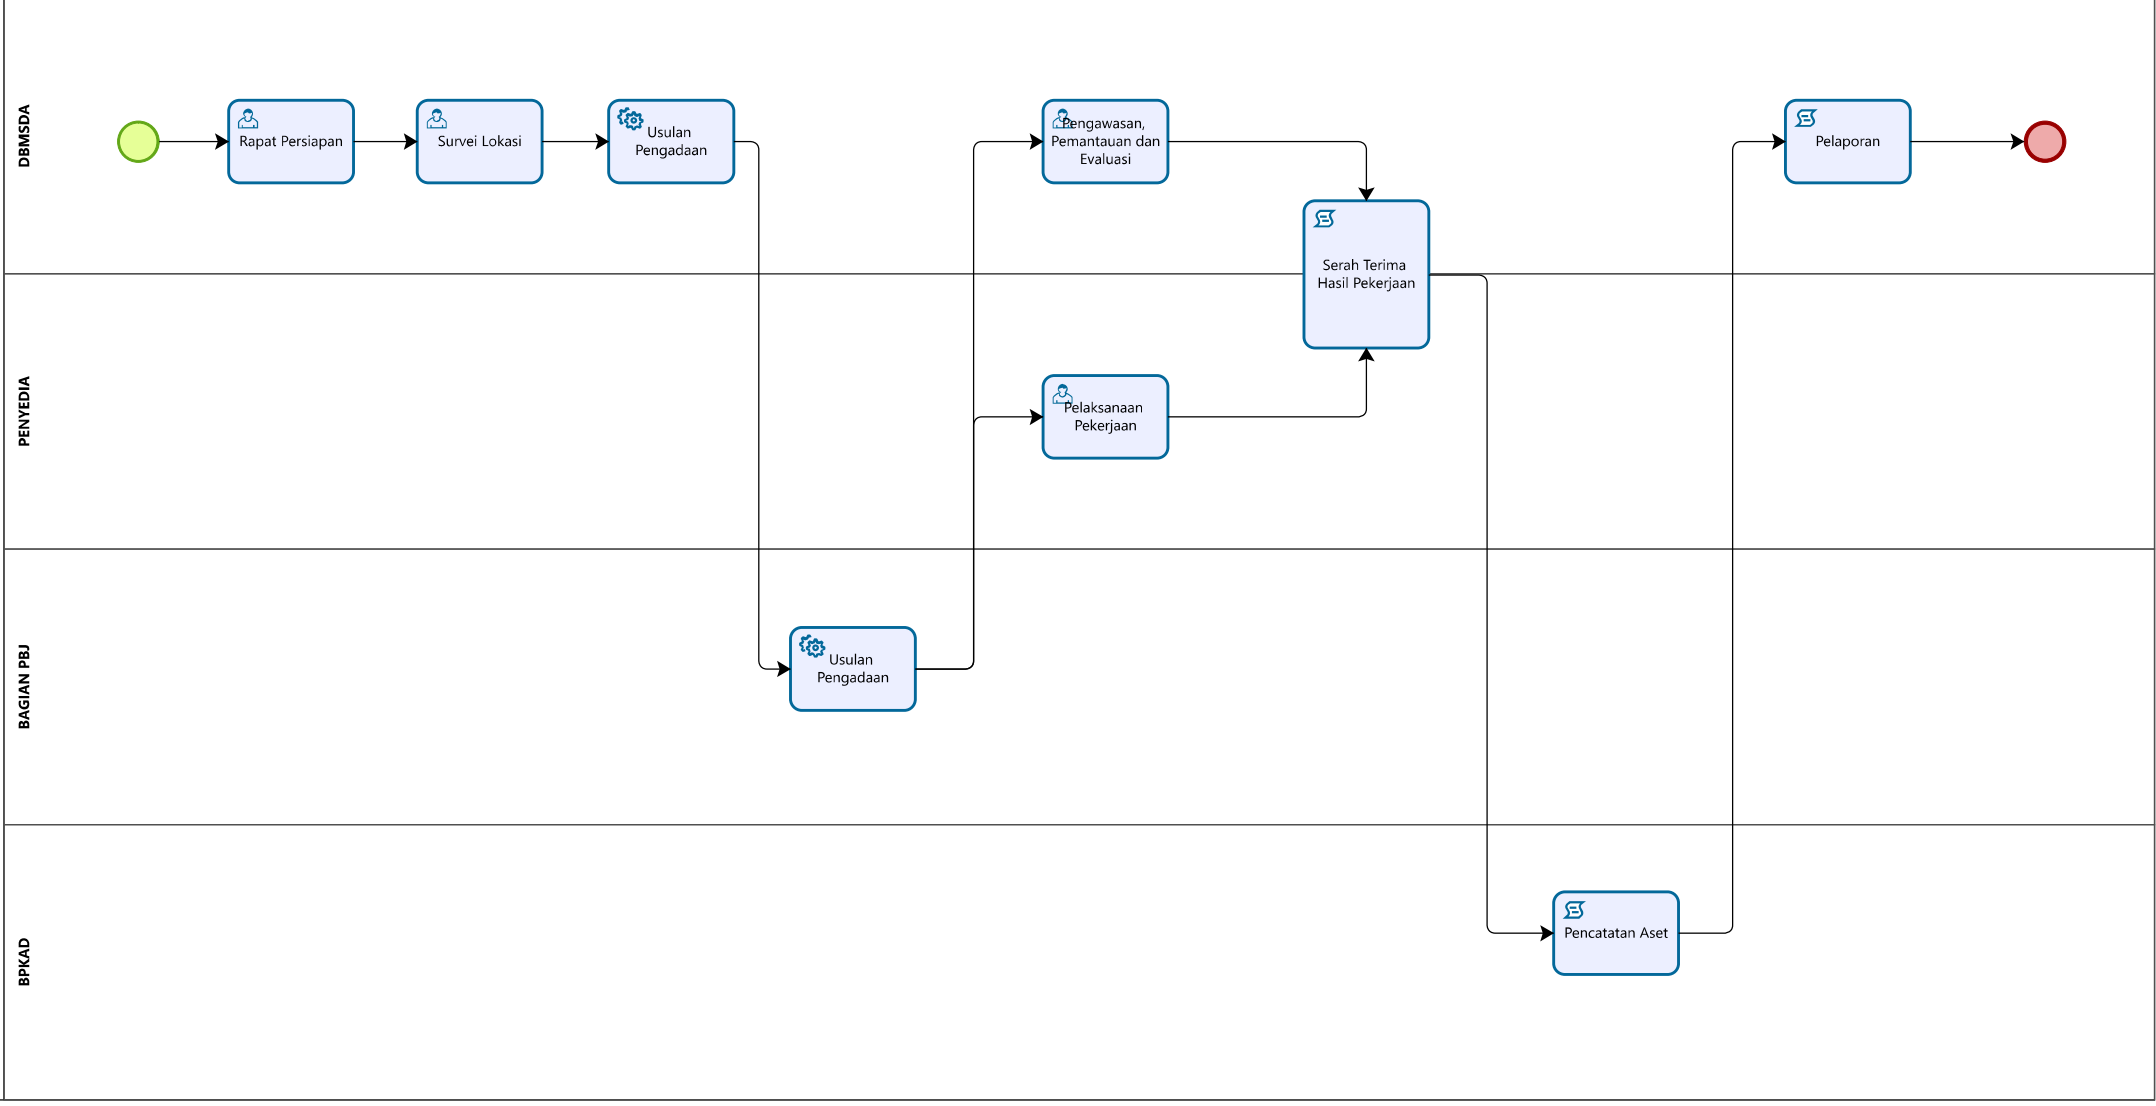 DBMSDA
Rapat Persiapan
Survei Lokasi
Usulan
Pengadaan
Pengawasan,
Pemantauan dan
Evaluasi
Pelaporan
Serah Terima
Hasil Pekerjaan
PENYEDIA
Pelaksanaan
Pekerjaan
BAGIAN PBJ
Usulan
Pengadaan
BPKAD
Pencatatan Aset